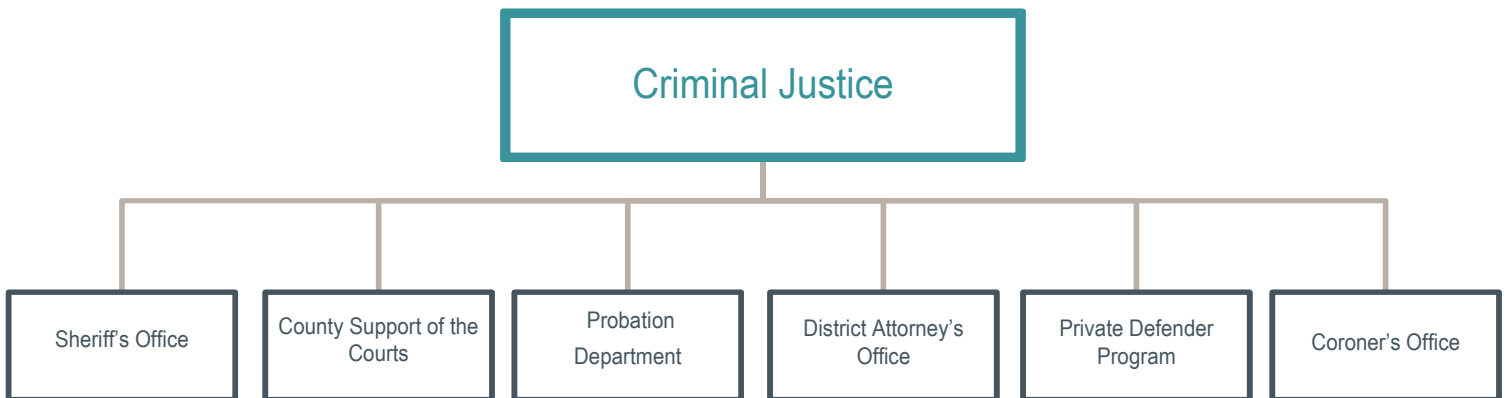 Criminal Justice
Sheriff’s Office
County Support of the
Courts
Probation
Department
District Attorney’s
Office
Private Defender
Program
Coroner’s Office